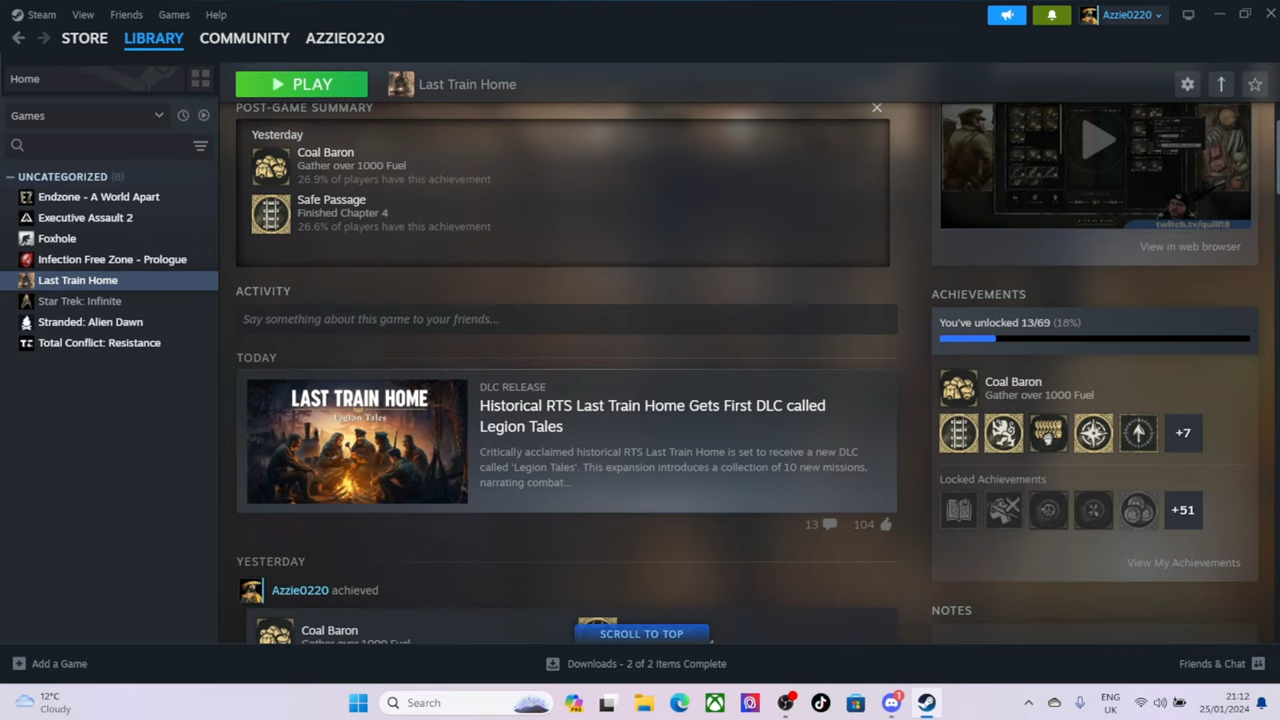 Steam View Friends Games Help
Azzie0220
STORE LIBRARY COMMUNITY AZZIE0220
Home
PLAY
Last Train Home
Games
UNCATEGORIZED (8)
Endzone - A World Apart
Executive Assault 2
Foxhole
Infection Free Zone - Prologue
Last Train Home
Star Trek: Infinite
Stranded: Alien Dawn
Total Conflict: Resistance
POST-GAME SUMMARY
Yesterday
Coal Baron
Gather over 1000 Fuel
26.9% of players have this achievement
Safe Passage
Finished Chapter 4
26.6% of players have this achievement
ACTIVITY
Say something about this game to your friends...
TODAY
LAST TRAIN HOME
Legion Tales
DLC RELEASE
Historical RTS Last Train Home Gets First DLC called
Legion Tales
Critically acclaimed historical RTS Last Train Home is set to receive a new DLC
called 'Legion Tales'. This expansion introduces a collection of 10 new missions,
narrating combat...
13 104
YESTERDAY
Azzie0220 achieved
Coal Baron
Gather over 1000 Fuel
SCROLL TO TOP
twitch.tv/quill18
View in web browser
ACHIEVEMENTS
You've unlocked 13/69 (18%)
Coal Baron
Gather over 1000 Fuel
+7
Locked Achievements
+51
View My Achievements
NOTES
Add a Game
Downloads - 2 of 2 Items Complete
Friends & Chat
12°C
Cloudy
Search
PRE
1
ENG
UK
21:12
25/01/2024